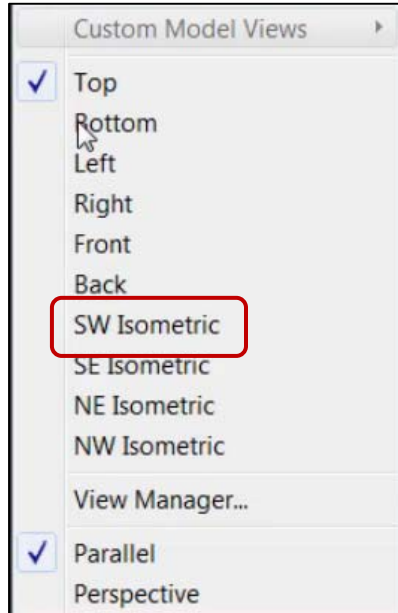 Custom Model Views
Top
Bottom
Left
Right
Front
Back
SW Isometric
SE Isometric
NE Isometric
NW Isometric
View Manager...
Parallel
Perspective